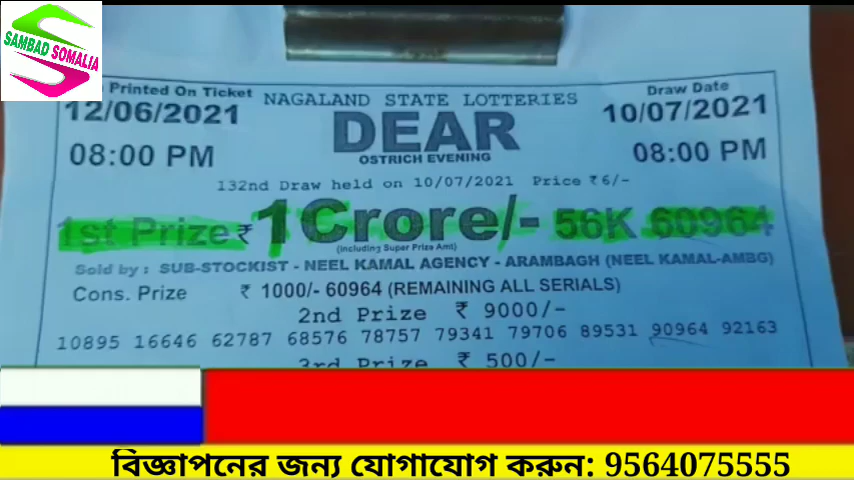 SAMBAD SOMALIA
Printed On Ticket
12/06/2021
08:00 PM
NAGALAND STATE LOTTERIES
DEAR
OSTRICH EVENING
Draw Date
10/07/2021
08:00 PM
132nd Draw held on 10/07/2021 Price ₹6/-
1st Prize ₹ 1 Crore/- 56K 60964
(Including Super Prize Amt)
Sold by : SUB-STOCKIST - NEEL KAMAL AGENCY - ARAMBAGH (NEEL KAMAL-AMBG)
Cons. Prize ₹ 1000/- 60964 (REMAINING ALL SERIALS)
2nd Prize ₹ 9000/-
10895 16646 62787 68576 78757 79341 79706 89531 90964 92163
3rd Prize ₹ 500/-
বিজ্ঞাপনের জন্য যোগাযোগ করুন: 9564075555